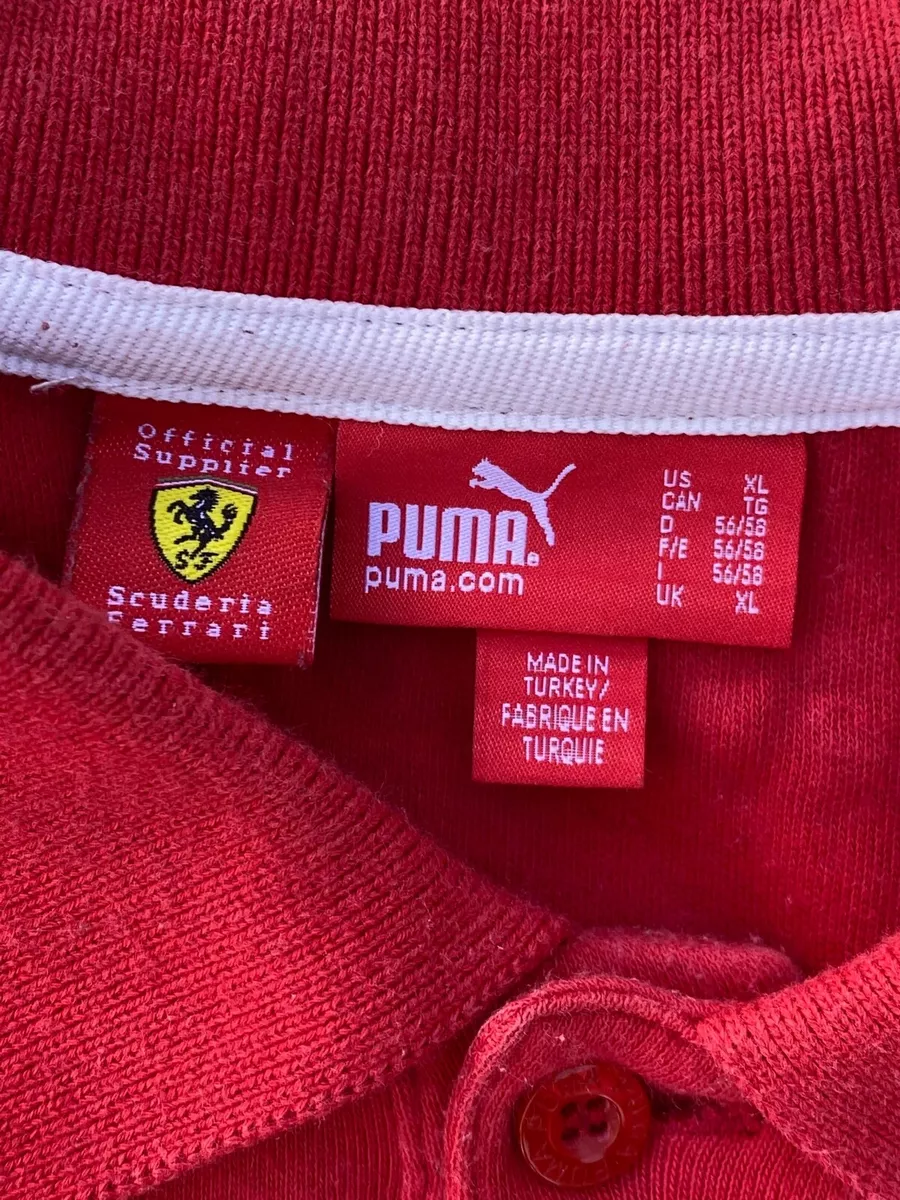 Official
Supplier
S F
Scuderia
Ferrari
PUMA
puma.com
US XL
CAN TG
D 56/58
F/E 56/58
I 56/58
UK XL
MADE IN
TURKEY/
FABRIQUE EN
TURQUIE
PUMA